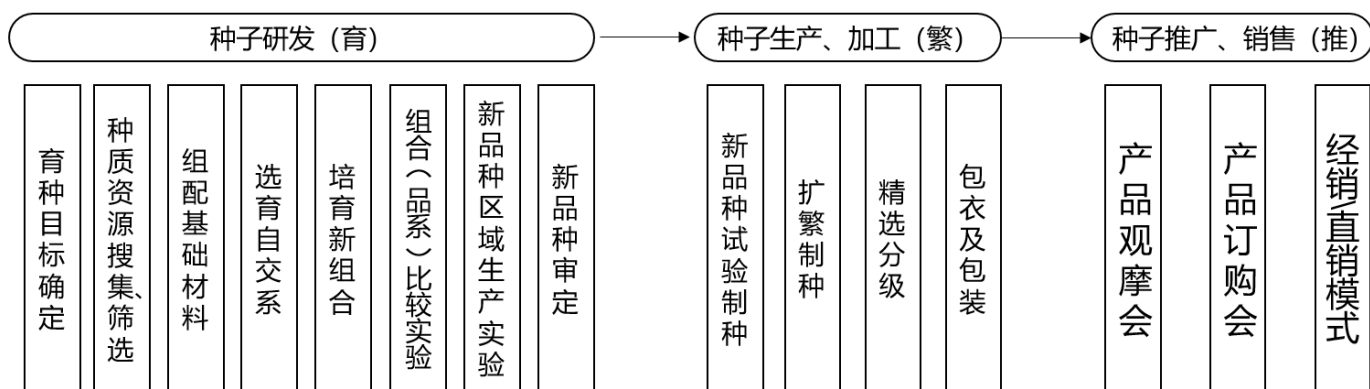 种子研发（育）
种子生产、加工（繁）
种子推广、销售（推）
育种目标确定
种质资源搜集、筛选
组配基础材料
选育自交系
培育新组合
组合（品系）比较实验
新品种区域生产实验
新品种审定
新品种试验制种
扩繁制种
精选分级
包衣及包装
产品观摩会
产品订购会
经销/直销模式